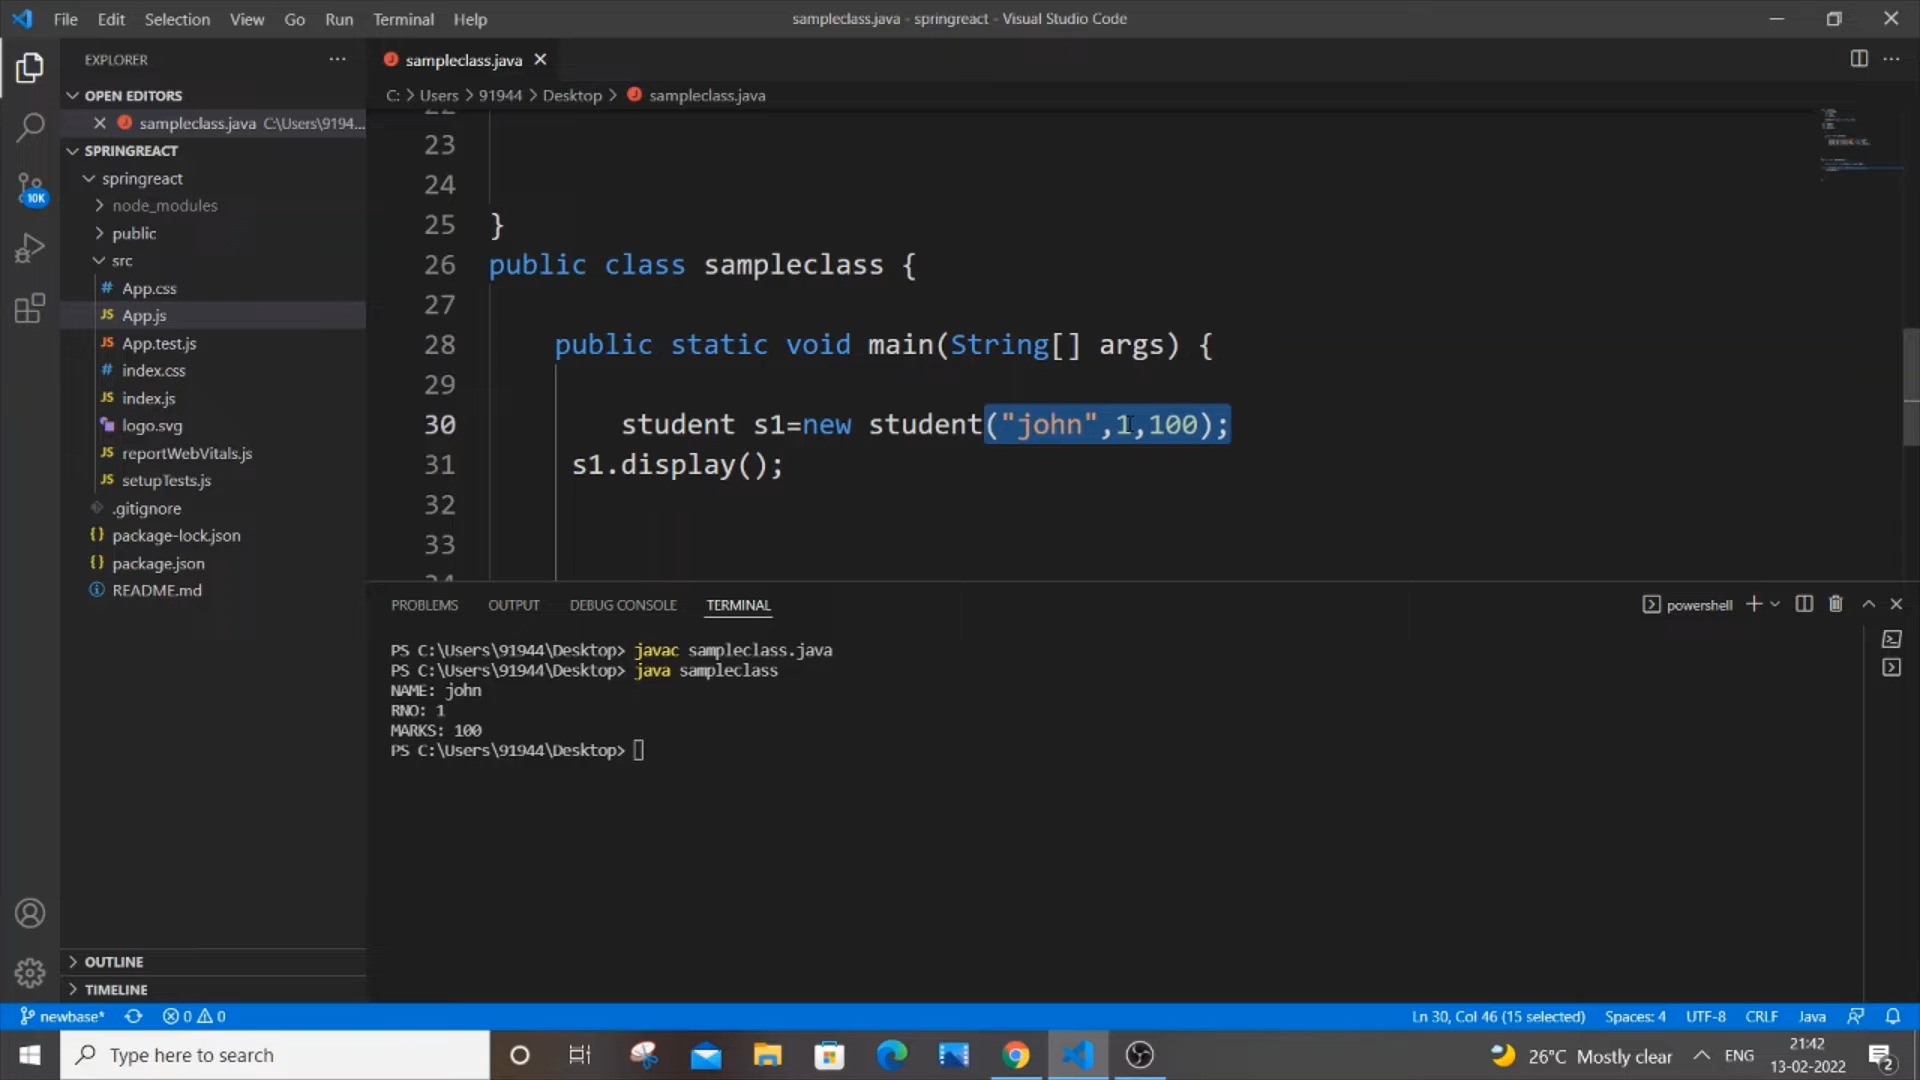 File Edit Selection View Go Run Terminal Help
sampleclass.java - springreact - Visual Studio Code
EXPLORER
OPEN EDITORS
sampleclass.java C:\Users\9194...
SPRINGREACT
springreact
node_modules
public
src
# App.css
JS App.js
JS App.test.js
# index.css
JS index.js
logo.svg
JS reportWebVitals.js
JS setupTests.js
.gitignore
{} package-lock.json
{} package.json
README.md
OUTLINE
TIMELINE
10K
sampleclass.java
C: > Users > 91944 > Desktop > sampleclass.java
23
24
25 }
26 public class sampleclass {
27
28 public static void main(String[] args) {
29
30 student s1=new student("john",1,100);
31 s1.display();
32
33
PROBLEMS OUTPUT DEBUG CONSOLE TERMINAL
powershell
PS C:\Users\91944\Desktop> javac sampleclass.java
PS C:\Users\91944\Desktop> java sampleclass
NAME: john
RNO: 1
MARKS: 100
PS C:\Users\91944\Desktop>
newbase* 0 0
Ln 30, Col 46 (15 selected) Spaces: 4 UTF-8 CRLF Java
Type here to search
26°C Mostly clear ENG
21:42
13-02-2022
2